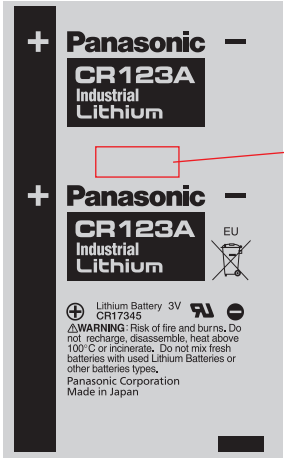 + Panasonic −
CR123A
Industrial
Lithium
+ Panasonic −
CR123A
Industrial
Lithium
EU
⊕ Lithium Battery 3V ⊖
CR17345
⚠WARNING: Risk of fire and burns. Do
not recharge, disassemble, heat above
100°C or incinerate. Do not mix fresh
batteries with used Lithium Batteries or
other batteries types.
Panasonic Corporation
Made in Japan